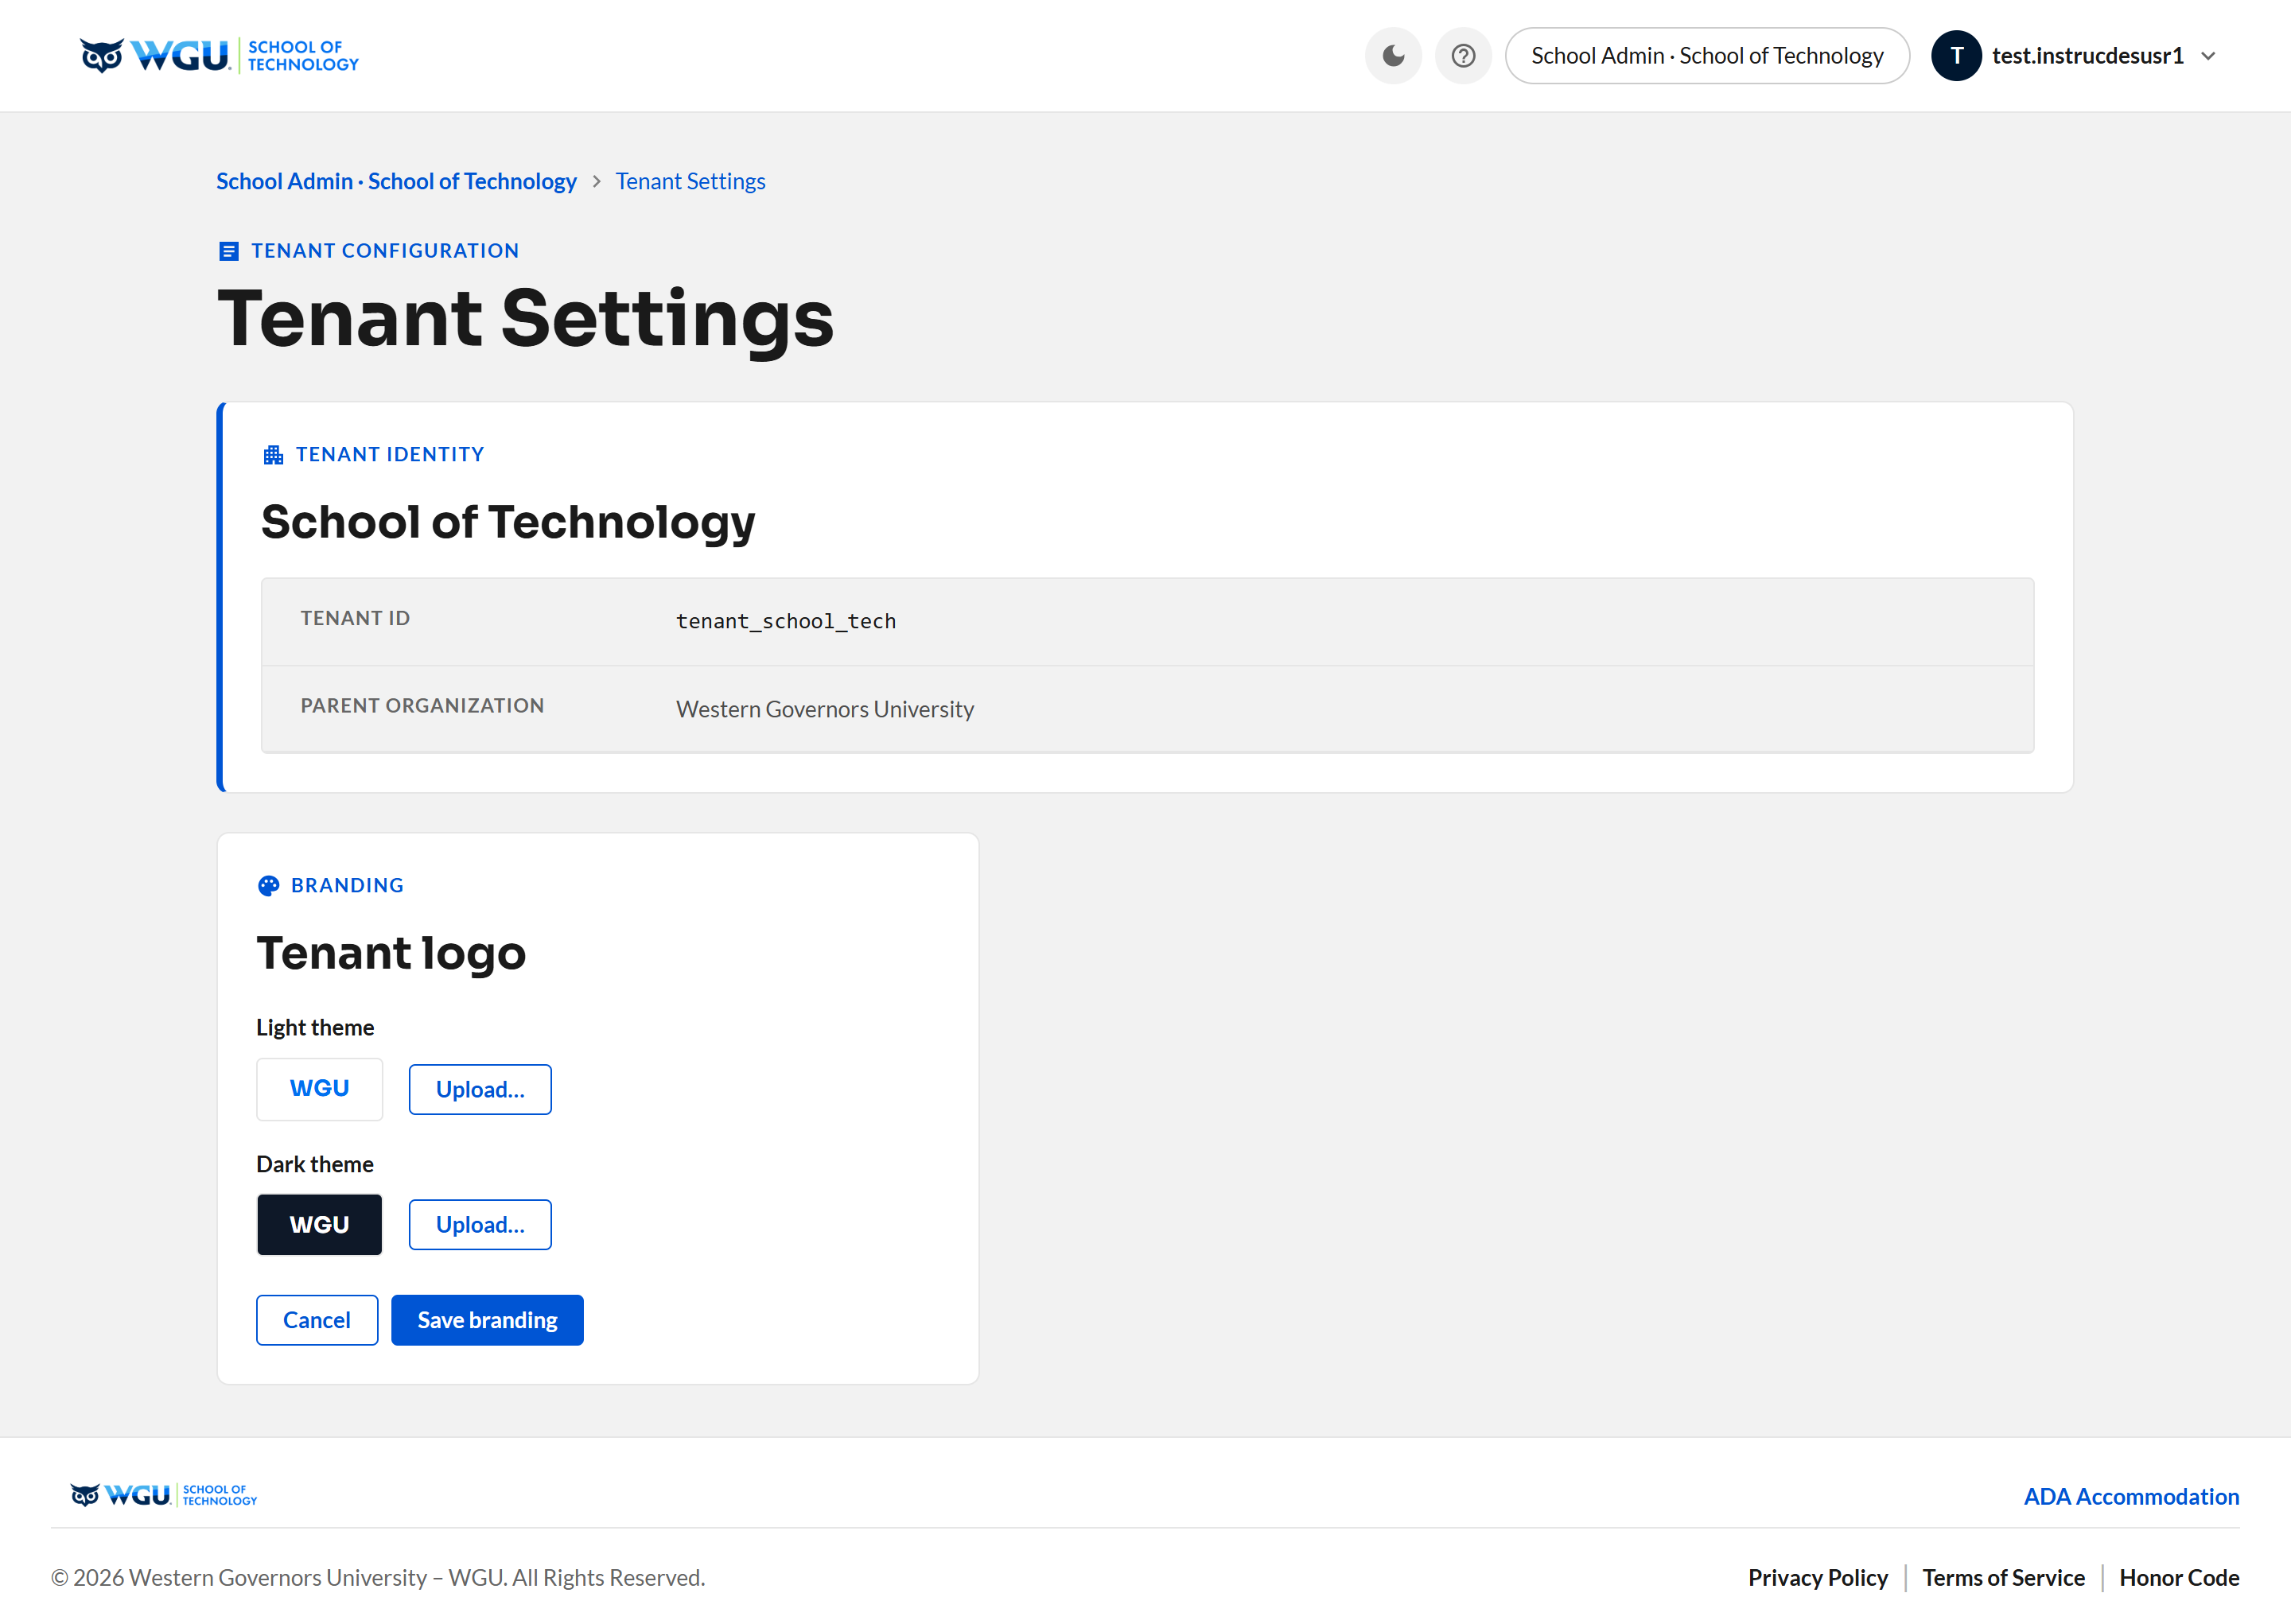 WGU. SCHOOL OF TECHNOLOGY
School Admin · School of Technology
T test.instrucdesusr1
School Admin · School of Technology > Tenant Settings
TENANT CONFIGURATION
Tenant Settings
TENANT IDENTITY
School of Technology
TENANT ID tenant_school_tech
PARENT ORGANIZATION Western Governors University
BRANDING
Tenant logo
Light theme
WGU Upload...
Dark theme
WGU Upload...
Cancel Save branding
WGU. SCHOOL OF TECHNOLOGY
ADA Accommodation
© 2026 Western Governors University – WGU. All Rights Reserved.
Privacy Policy | Terms of Service | Honor Code